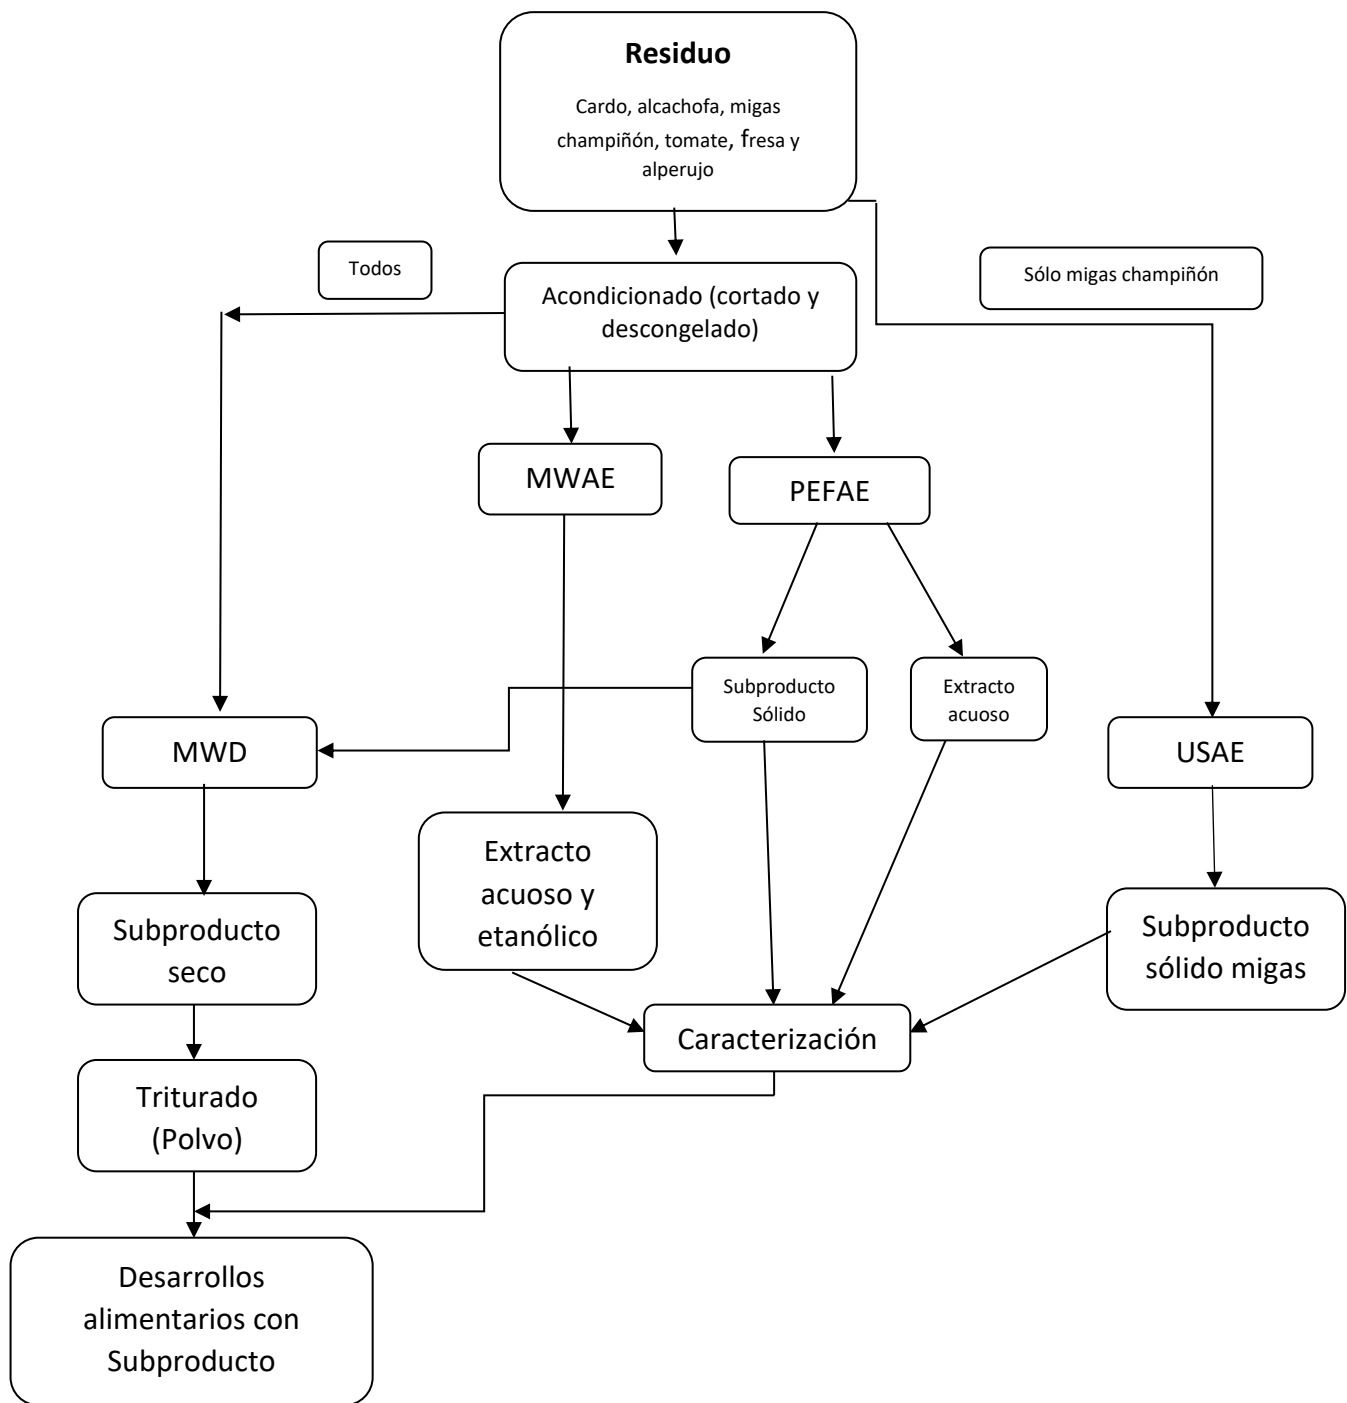 Residuo
Cardo, alcachofa, migas
champiñón, tomate, fresa y
alperujo
Todos
Sólo migas champiñón
Acondicionado (cortado y
descongelado)
MWAE
PEFAE
Subproducto
Sólido
Extracto
acuoso
MWD
USAE
Extracto
acuoso y
etanólico
Subproducto
seco
Subproducto
sólido migas
Caracterización
Triturado
(Polvo)
Desarrollos
alimentarios con
Subproducto